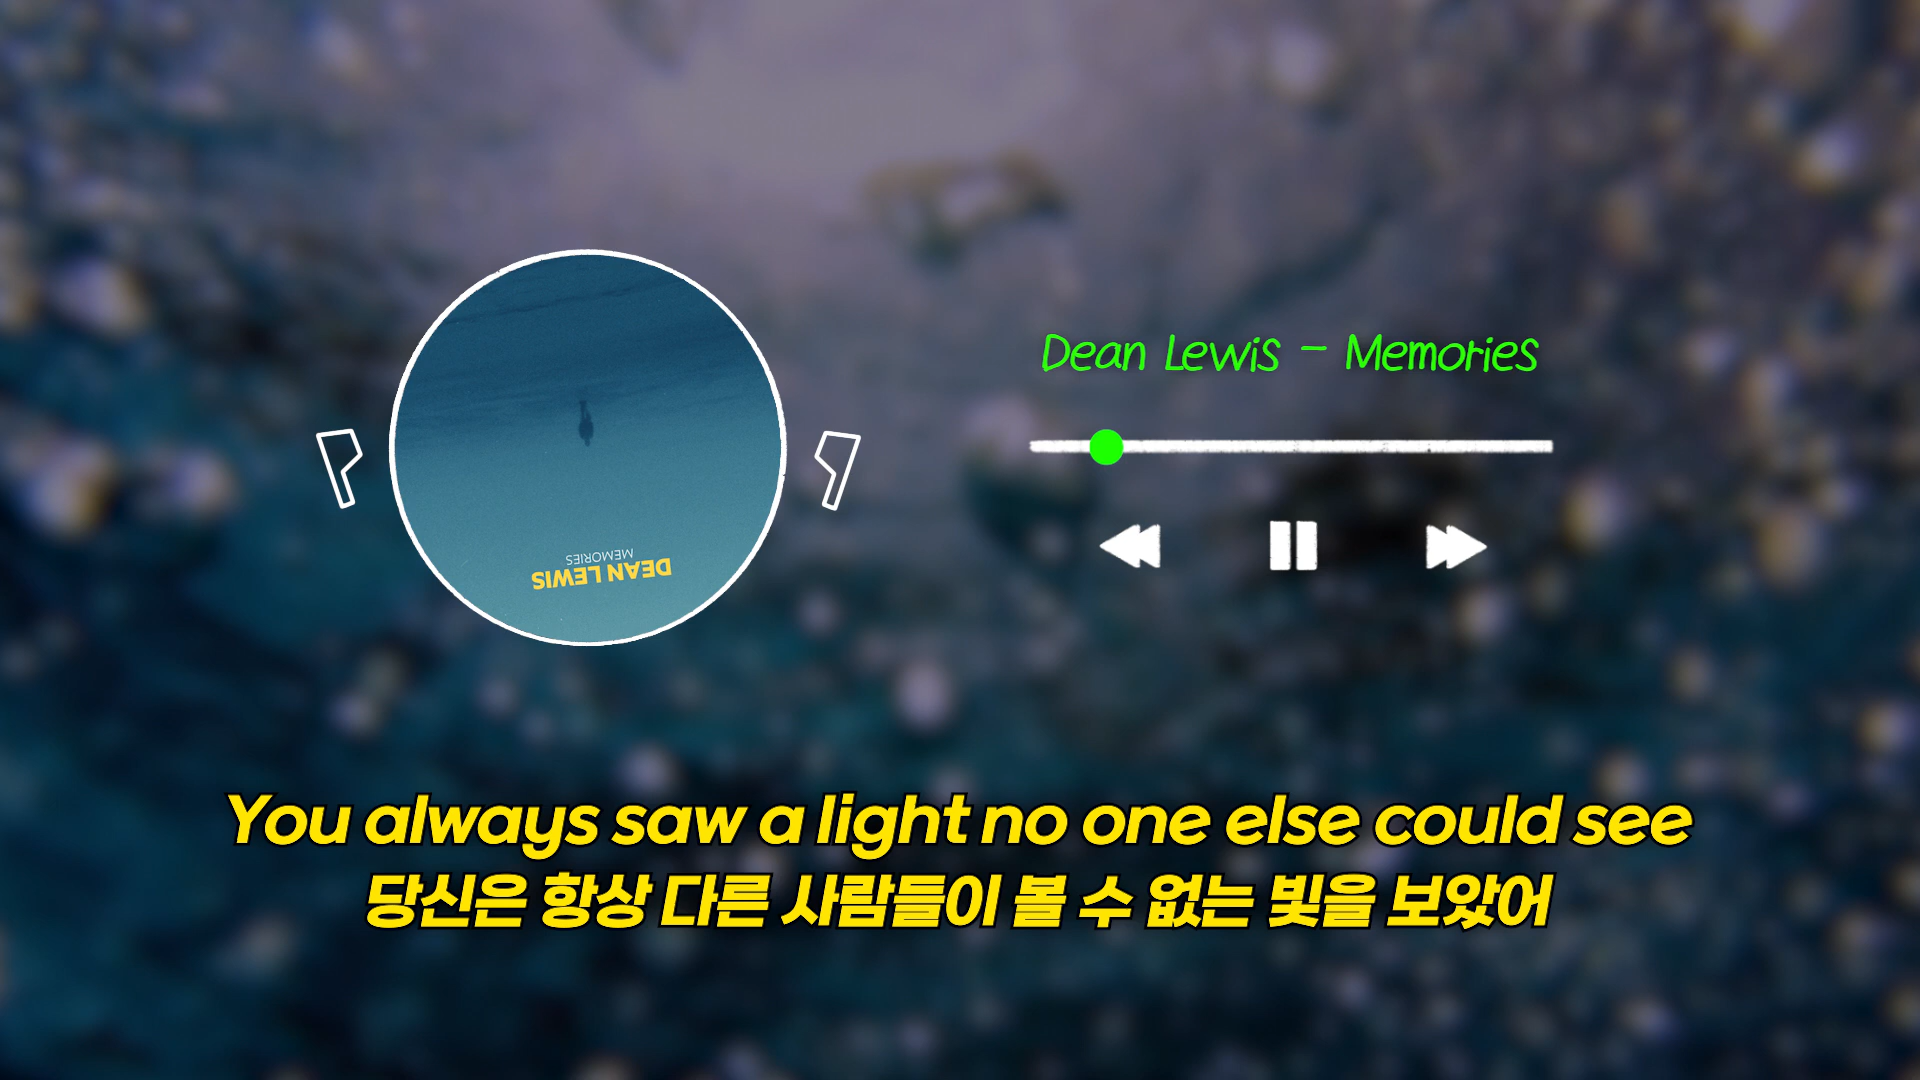 Dean Lewis - Memories
MEMORIES
DEAN LEWIS
You always saw a light no one else could see
당신은 항상 다른 사람들이 볼 수 없는 빛을 보았어